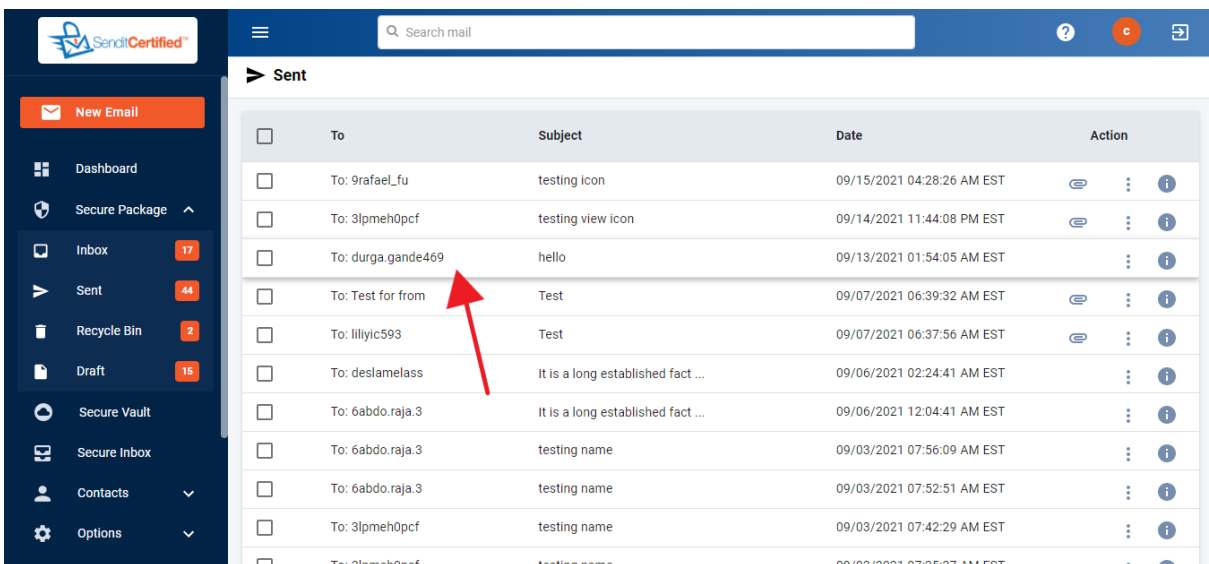 SenditCertified™
Search mail
c
Sent
New Email
Dashboard
Secure Package
Inbox 17
Sent 44
Recycle Bin 2
Draft 15
Secure Vault
Secure Inbox
Contacts
Options
To Subject Date Action
To: 9rafael_fu testing icon 09/15/2021 04:28:26 AM EST
To: 3lpmeh0pcf testing view icon 09/14/2021 11:44:08 PM EST
To: durga.gande469 hello 09/13/2021 01:54:05 AM EST
To: Test for from Test 09/07/2021 06:39:32 AM EST
To: liliyic593 Test 09/07/2021 06:37:56 AM EST
To: deslamelass It is a long established fact ... 09/06/2021 02:24:41 AM EST
To: 6abdo.raja.3 It is a long established fact ... 09/06/2021 12:04:41 AM EST
To: 6abdo.raja.3 testing name 09/03/2021 07:56:09 AM EST
To: 6abdo.raja.3 testing name 09/03/2021 07:52:51 AM EST
To: 3lpmeh0pcf testing name 09/03/2021 07:42:29 AM EST